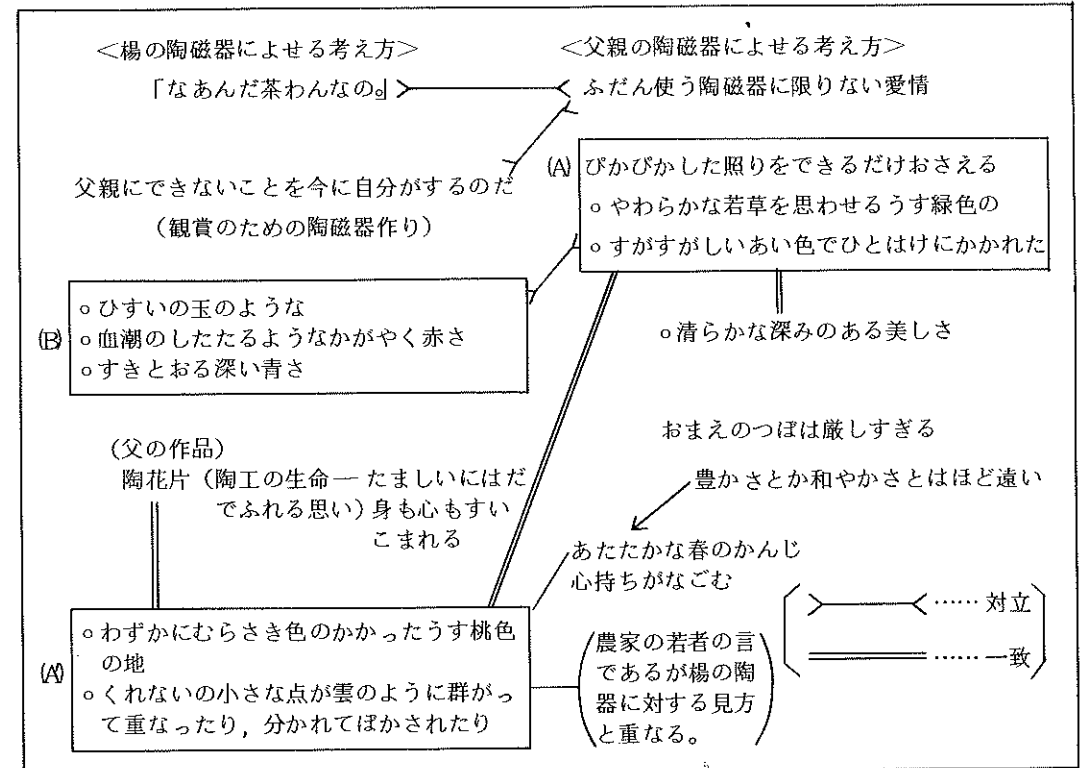 ＜楊の陶磁器によせる考え方＞
＜父親の陶磁器によせる考え方＞
「なあんだ茶わんなの。」
ふだん使う陶磁器に限りない愛情
父親にできないことを今に自分がするのだ
（観賞のための陶磁器作り）
(A)
ぴかぴかした照りをできるだけおさえる
○やわらかな若草を思わせるうす緑色の
○すがすがしいあい色でひとはけにかかれた
(B)
○ひすいの玉のような
○血潮のしたたるようなかがやく赤さ
○すきとおる深い青さ
○清らかな深みのある美しさ
（父の作品）
陶花片（陶工の生命—たましいにはだ
でふれる思い）身も心もすい
こまれる
おまえのつぼは厳しすぎる
豊かさとか和やかさとはほど遠い
あたたかな春のかんじ
心持ちがなごむ
(A)
○わずかにむらさき色のかかったうす桃色
の地
○くれないの小さな点が雲のように群がっ
て重なったり，分かれてぼかされたり
農家の若者の言
であるが楊の陶
器に対する見方
と重なる。
……対立
……一致